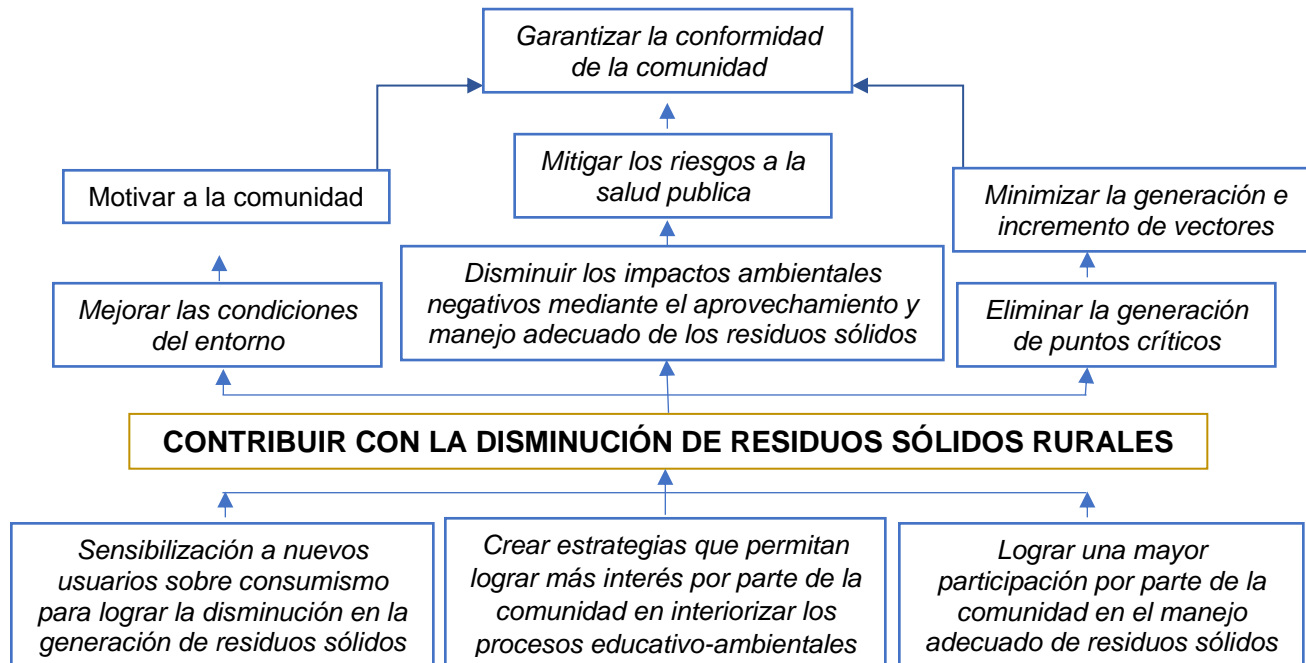 Garantizar la conformidad
de la comunidad
Mitigar los riesgos a la
salud publica
Motivar a la comunidad
Minimizar la generación e
incremento de vectores
Disminuir los impactos ambientales
negativos mediante el aprovechamiento y
manejo adecuado de los residuos sólidos
Mejorar las condiciones
del entorno
Eliminar la generación
de puntos críticos
CONTRIBUIR CON LA DISMINUCIÓN DE RESIDUOS SÓLIDOS RURALES
Sensibilización a nuevos
usuarios sobre consumismo
para lograr la disminución en la
generación de residuos sólidos
Crear estrategias que permitan
lograr más interés por parte de la
comunidad en interiorizar los
procesos educativo-ambientales
Lograr una mayor
participación por parte de la
comunidad en el manejo
adecuado de residuos sólidos